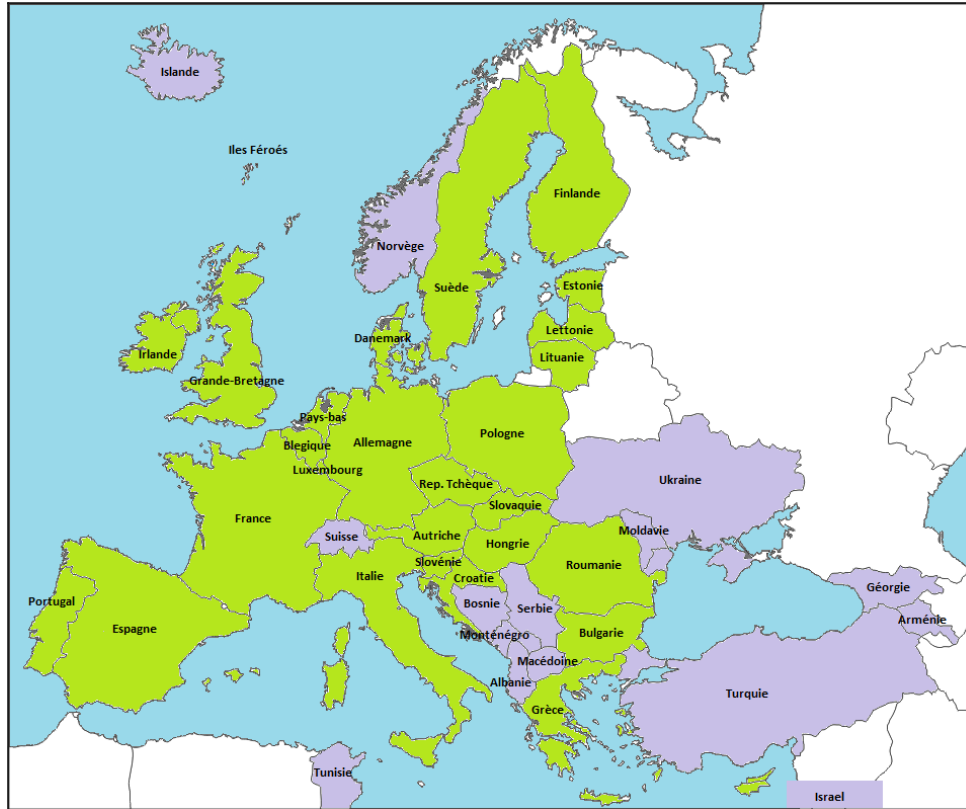 Islande
Iles Féroés
Finlande
Norvège
Suède
Estonie
Lettonie
Danemark
Irlande
Lituanie
Grande-Bretagne
Pays-bas
Pologne
Blegique
Allemagne
Luxembourg
Ukraine
Rep. Tchèque
Slovaquie
France
Moldavie
Suisse
Autriche
Hongrie
Slovénie
Roumanie
Italie
Croatie
Géorgie
Portugal
Bosnie
Serbie
Arménie
Espagne
Monténégro
Bulgarie
Macédoine
Albanie
Turquie
Grèce
Tunisie
Israel